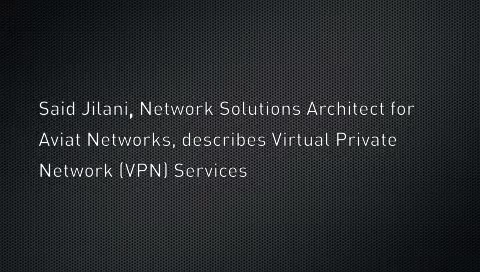 Said Jilani, Network Solutions Architect for
Aviat Networks, describes Virtual Private
Network (VPN) Services